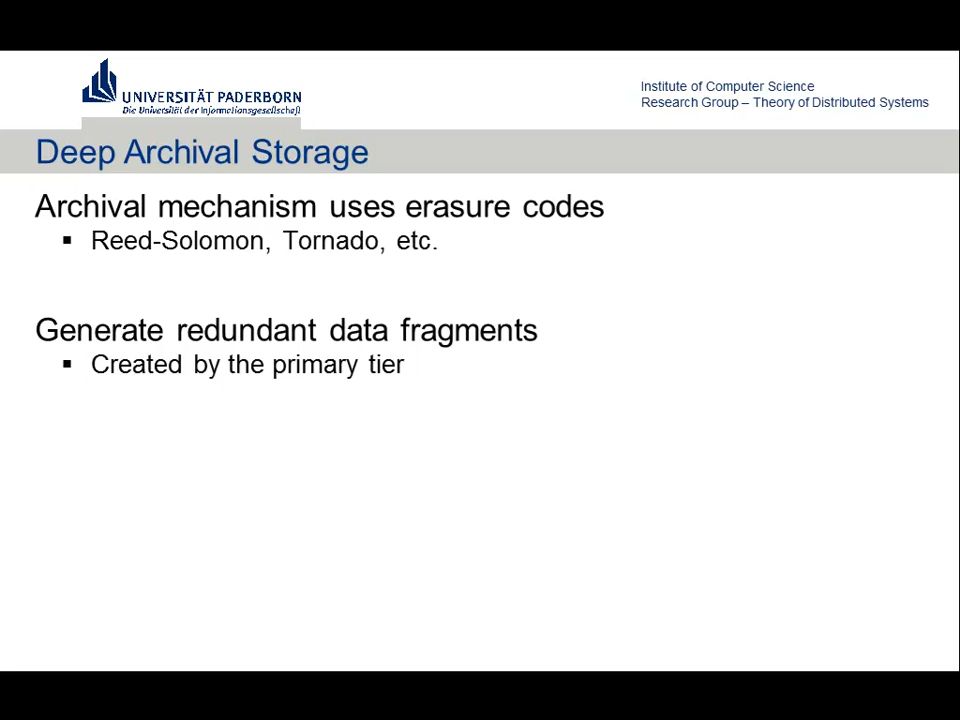 UNIVERSITÄT PADERBORN
Die Universität der Informationsgesellschaft
Institute of Computer Science
Research Group – Theory of Distributed Systems
Deep Archival Storage
Archival mechanism uses erasure codes
▪ Reed-Solomon, Tornado, etc.
Generate redundant data fragments
▪ Created by the primary tier